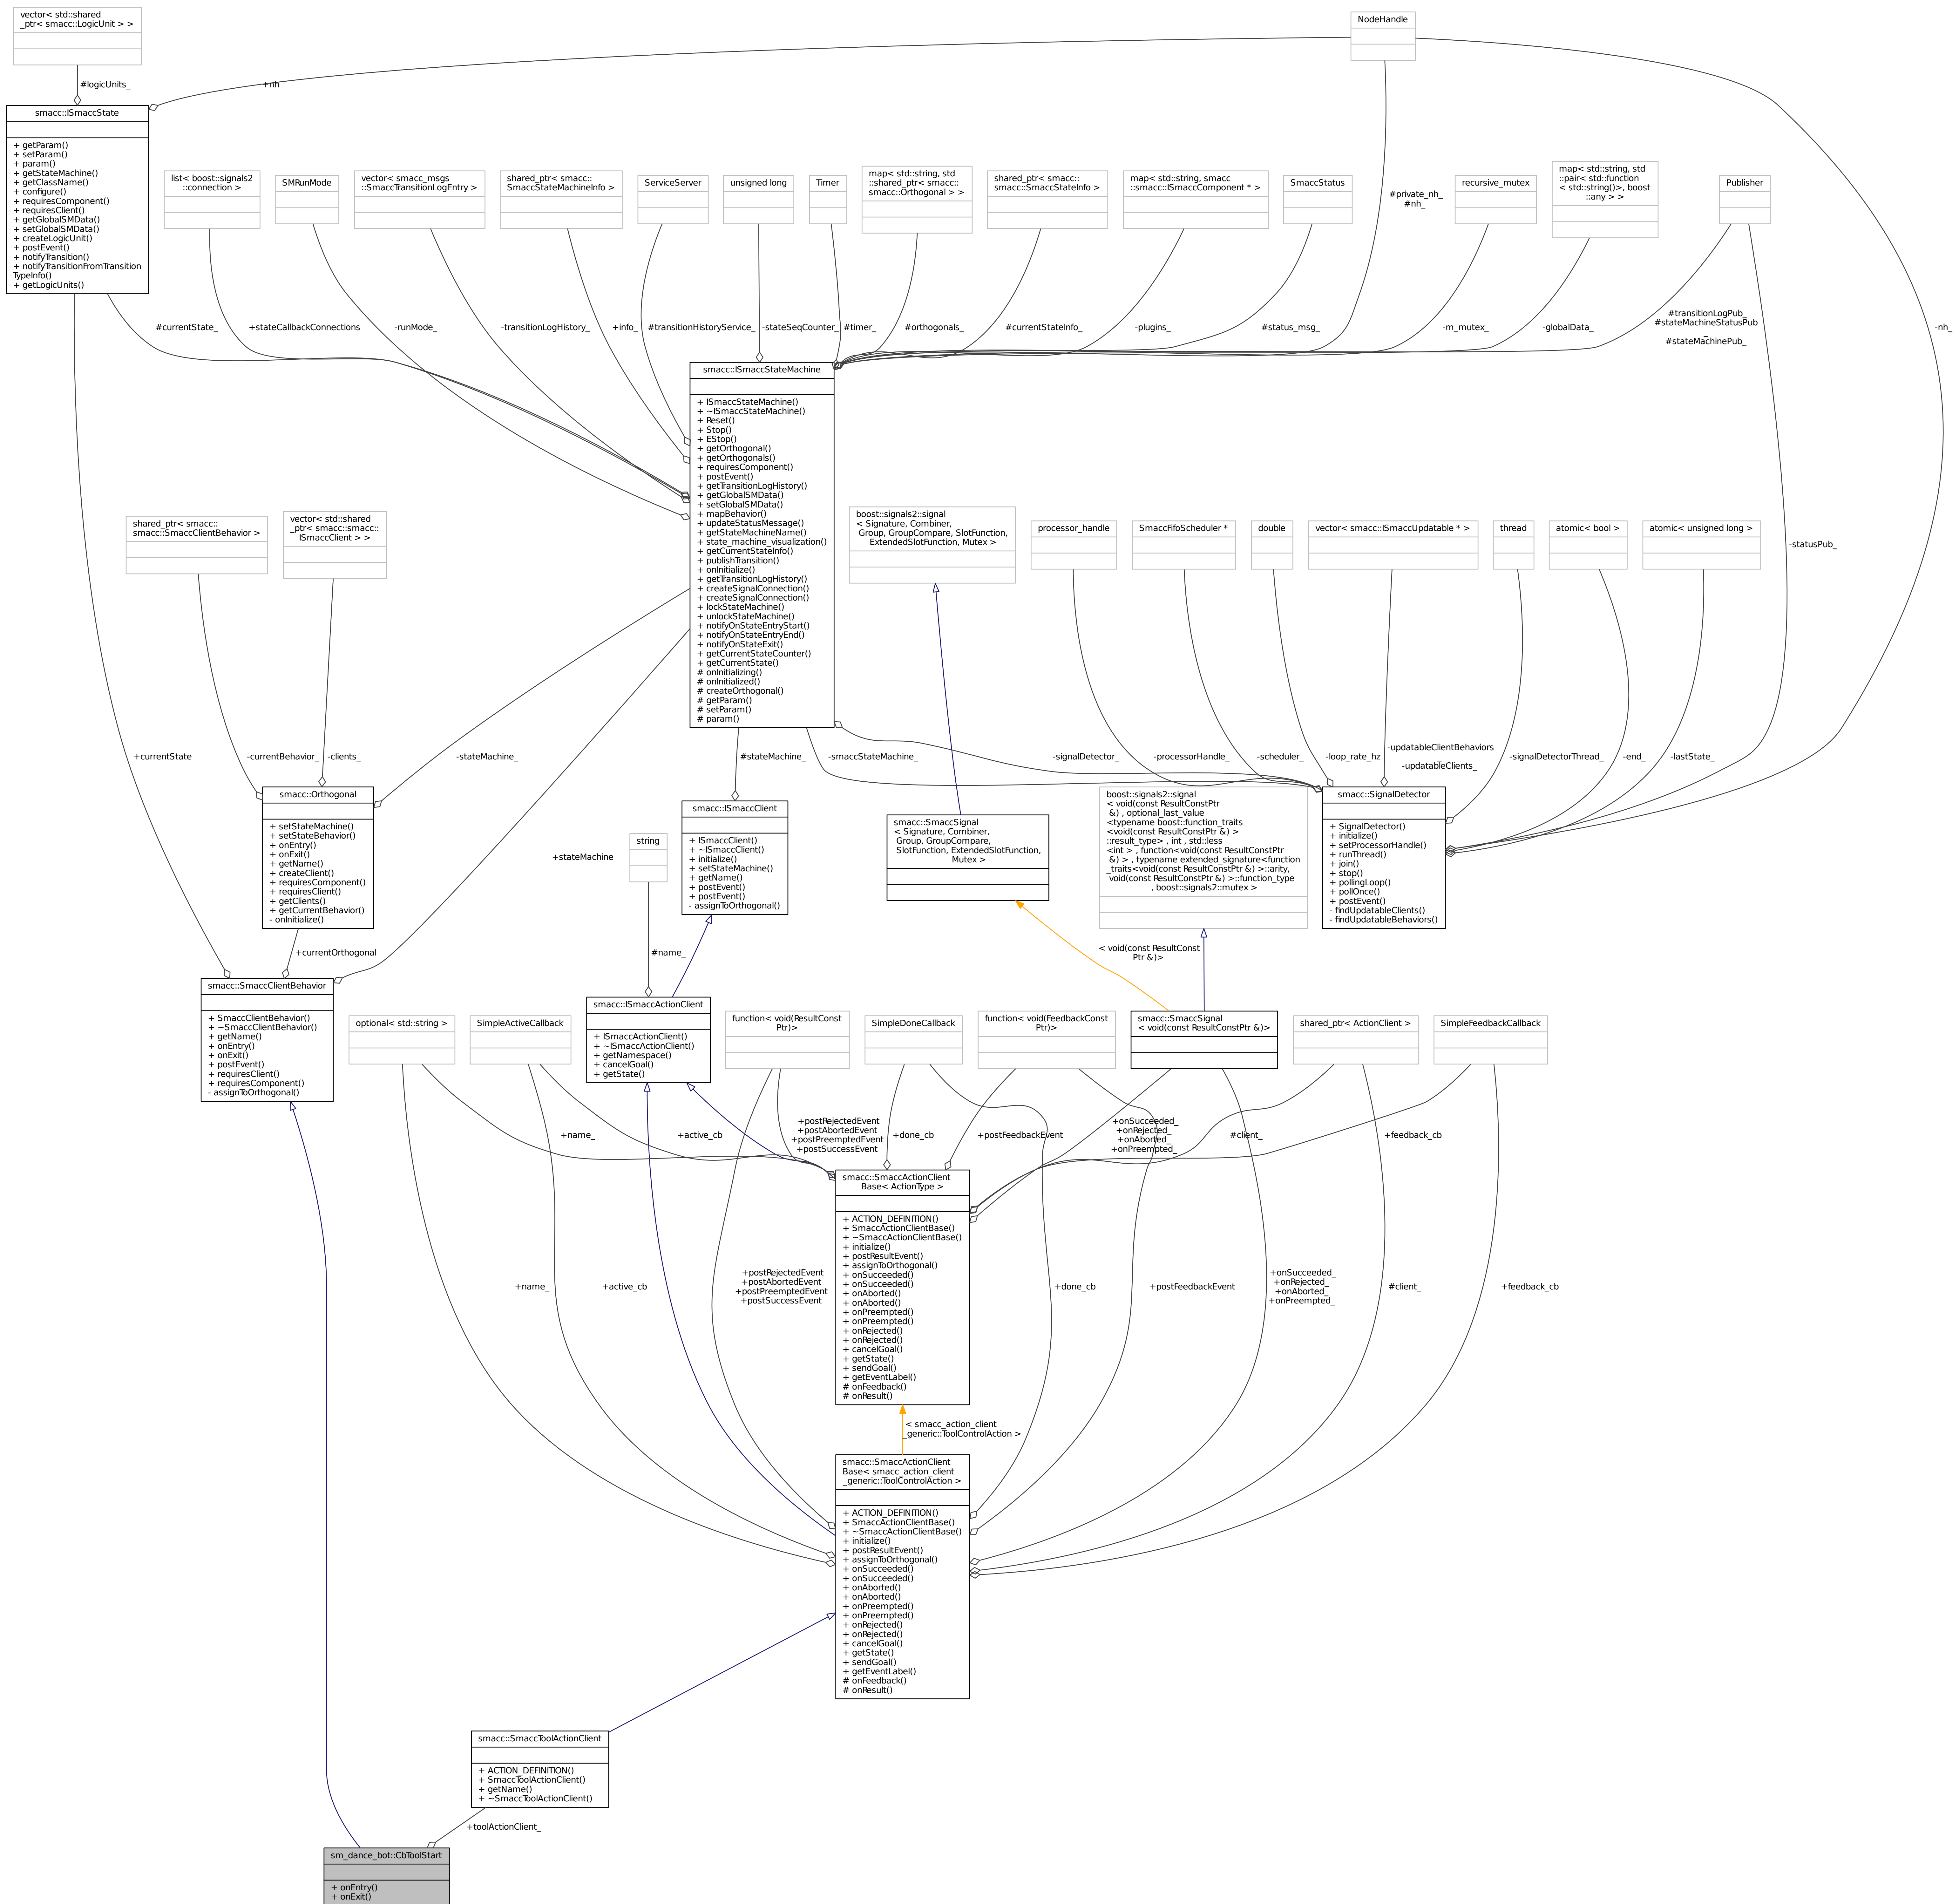 vector< std::shared
_ptr< smacc::LogicUnit > >
NodeHandle
#logicUnits_
+nh
smacc::ISmaccState
+ getParam()
+ setParam()
+ param()
+ getStateMachine()
+ getClassName()
+ configure()
+ requiresComponent()
+ requiresClient()
+ getGlobalSMData()
+ setGlobalSMData()
+ createLogicUnit()
+ postEvent()
+ notifyTransition()
+ notifyTransitionFromTransition
TypeInfo()
+ getLogicUnits()
list< boost::signals2
::connection >
SMRunMode
vector< smacc_msgs
::SmaccTransitionLogEntry >
shared_ptr< smacc::
SmaccStateMachineInfo >
ServiceServer
unsigned long
Timer
map< std::string, std
::shared_ptr< smacc::
smacc::Orthogonal > >
shared_ptr< smacc::
smacc::SmaccStateInfo >
map< std::string, smacc
::smacc::ISmaccComponent * >
SmaccStatus
#private_nh_
#nh_
recursive_mutex
map< std::string, std
::pair< std::function
< std::string()>, boost
::any > >
Publisher
#currentState_
+stateCallbackConnections
-runMode_
-transitionLogHistory_
+info_
#transitionHistoryService_
-stateSeqCounter_
#timer_
#orthogonals_
#currentStateInfo_
-plugins_
#status_msg_
-m_mutex_
-globalData_
#transitionLogPub_
#stateMachineStatusPub
_
#stateMachinePub_
-nh_
smacc::ISmaccStateMachine
+ ISmaccStateMachine()
+ ~ISmaccStateMachine()
+ Reset()
+ Stop()
+ EStop()
+ getOrthogonal()
+ getOrthogonals()
+ requiresComponent()
+ postEvent()
+ getTransitionLogHistory()
+ getGlobalSMData()
+ setGlobalSMData()
+ mapBehavior()
+ updateStatusMessage()
+ getStateMachineName()
+ state_machine_visualization()
+ getCurrentStateInfo()
+ publishTransition()
+ onInitialize()
+ getTransitionLogHistory()
+ createSignalConnection()
+ createSignalConnection()
+ lockStateMachine()
+ unlockStateMachine()
+ notifyOnStateEntryStart()
+ notifyOnStateEntryEnd()
+ notifyOnStateExit()
+ getCurrentStateCounter()
+ getCurrentState()
# onInitializing()
# onInitialized()
# createOrthogonal()
# getParam()
# setParam()
# param()
shared_ptr< smacc::
smacc::SmaccClientBehavior >
vector< std::shared
_ptr< smacc::smacc::
ISmaccClient > >
boost::signals2::signal
< Signature, Combiner,
Group, GroupCompare, SlotFunction,
ExtendedSlotFunction, Mutex >
processor_handle
SmaccFifoScheduler *
double
vector< smacc::ISmaccUpdatable * >
thread
atomic< bool >
atomic< unsigned long >
-statusPub_
+currentState
-currentBehavior_
-clients_
-stateMachine_
#stateMachine_
-smaccStateMachine_
-signalDetector_
-processorHandle_
-scheduler_
-loop_rate_hz
-updatableClientBehaviors
_
-updatableClients_
-signalDetectorThread_
-end_
-lastState_
smacc::Orthogonal
+ setStateMachine()
+ setStateBehavior()
+ onEntry()
+ onExit()
+ getName()
+ createClient()
+ requiresComponent()
+ requiresClient()
+ getClients()
+ getCurrentBehavior()
- onInitialize()
+stateMachine
string
smacc::ISmaccClient
+ ISmaccClient()
+ ~ISmaccClient()
+ initialize()
+ setStateMachine()
+ getName()
+ postEvent()
+ postEvent()
- assignToOrthogonal()
smacc::SmaccSignal
< Signature, Combiner,
Group, GroupCompare,
SlotFunction, ExtendedSlotFunction,
Mutex >
boost::signals2::signal
< void(const ResultConstPtr
&) , optional_last_value
<typename boost::function_traits
<void(const ResultConstPtr &) >
::result_type> , int , std::less
<int > , function<void(const ResultConstPtr
&) > , typename extended_signature<function
_traits<void(const ResultConstPtr &) >::arity,
void(const ResultConstPtr &) >::function_type
, boost::signals2::mutex >
smacc::SignalDetector
+ SignalDetector()
+ initialize()
+ setProcessorHandle()
+ runThread()
+ join()
+ stop()
+ pollingLoop()
+ pollOnce()
+ postEvent()
- findUpdatableClients()
- findUpdatableBehaviors()
+currentOrthogonal
#name_
< void(const ResultConst
Ptr &)>
smacc::SmaccClientBehavior
+ SmaccClientBehavior()
+ ~SmaccClientBehavior()
+ getName()
+ onEntry()
+ onExit()
+ postEvent()
+ requiresClient()
+ requiresComponent()
- assignToOrthogonal()
optional< std::string >
SimpleActiveCallback
smacc::ISmaccActionClient
+ ISmaccActionClient()
+ ~ISmaccActionClient()
+ getNamespace()
+ cancelGoal()
+ getState()
function< void(ResultConst
Ptr)>
SimpleDoneCallback
function< void(FeedbackConst
Ptr)>
smacc::SmaccSignal
< void(const ResultConstPtr &)>
shared_ptr< ActionClient >
SimpleFeedbackCallback
+name_
+active_cb
+postRejectedEvent
+postAbortedEvent
+postPreemptedEvent
+postSuccessEvent
+done_cb
+postFeedbackEvent
+onSucceeded_
+onRejected_
+onAborted_
+onPreempted_
#client_
+feedback_cb
smacc::SmaccActionClient
Base< ActionType >
+ ACTION_DEFINITION()
+ SmaccActionClientBase()
+ ~SmaccActionClientBase()
+ initialize()
+ postResultEvent()
+ assignToOrthogonal()
+ onSucceeded()
+ onSucceeded()
+ onAborted()
+ onAborted()
+ onPreempted()
+ onPreempted()
+ onRejected()
+ onRejected()
+ cancelGoal()
+ getState()
+ sendGoal()
+ getEventLabel()
# onFeedback()
# onResult()
+name_
+active_cb
+postRejectedEvent
+postAbortedEvent
+postPreemptedEvent
+postSuccessEvent
+done_cb
+postFeedbackEvent
+onSucceeded_
+onRejected_
+onAborted_
+onPreempted_
#client_
+feedback_cb
< smacc_action_client
_generic::ToolControlAction >
smacc::SmaccActionClient
Base< smacc_action_client
_generic::ToolControlAction >
+ ACTION_DEFINITION()
+ SmaccActionClientBase()
+ ~SmaccActionClientBase()
+ initialize()
+ postResultEvent()
+ assignToOrthogonal()
+ onSucceeded()
+ onSucceeded()
+ onAborted()
+ onAborted()
+ onPreempted()
+ onPreempted()
+ onRejected()
+ onRejected()
+ cancelGoal()
+ getState()
+ sendGoal()
+ getEventLabel()
# onFeedback()
# onResult()
smacc::SmaccToolActionClient
+ ACTION_DEFINITION()
+ SmaccToolActionClient()
+ getName()
+ ~SmaccToolActionClient()
+toolActionClient_
sm_dance_bot::CbToolStart
+ onEntry()
+ onExit()